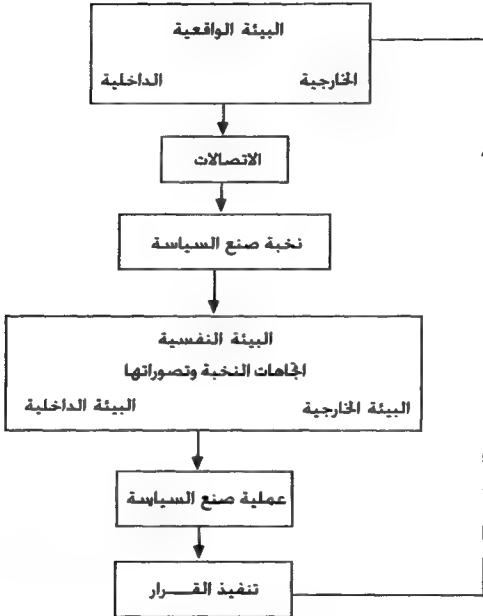 البيئة الواقعية
الخارجية الداخلية
الاتصالات
نخبة صنع السياسة
البيئة النفسية
اتجاهات النخبة وتصوراتها
البيئة الخارجية البيئة الداخلية
عملية صنع السياسة
تنفيذ القـــرار